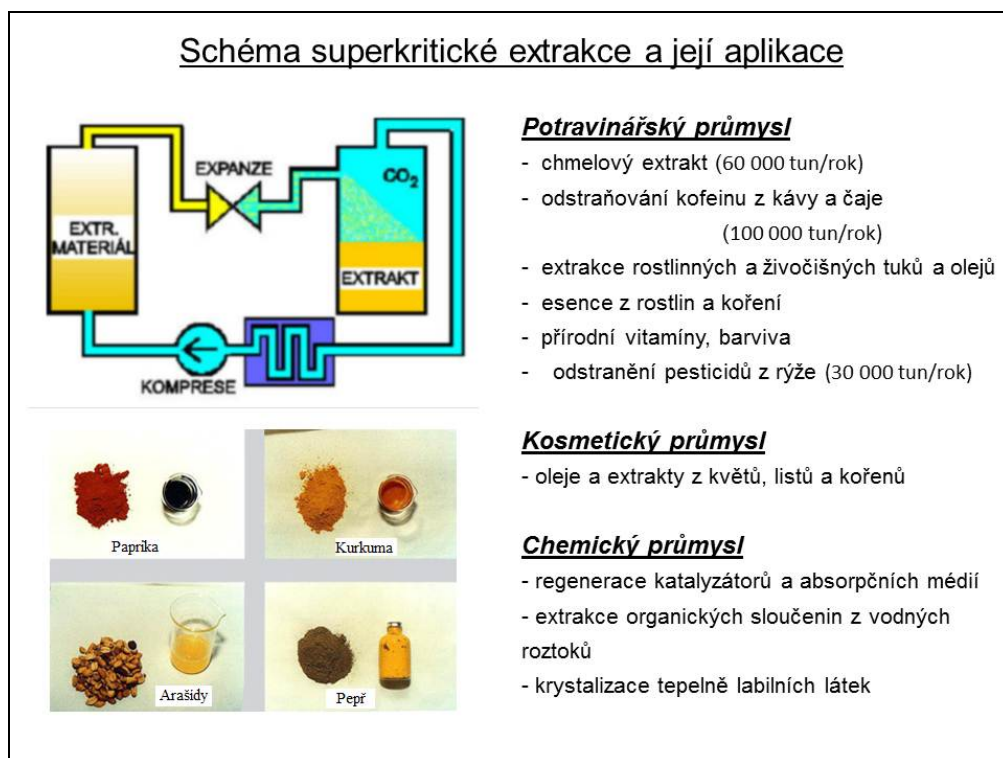 Schéma superkritické extrakce a její aplikace
EXPANZE
CO2
EXTR.
MATERIÁL
EXTRAKT
KOMPRESE
Paprika
Kurkuma
Arašídy
Pepř
Potravinářský průmysl
- chmelový extrakt (60 000 tun/rok)
- odstraňování kofeinu z kávy a čaje
(100 000 tun/rok)
- extrakce rostlinných a živočišných tuků a olejů
- esence z rostlin a koření
- přírodní vitamíny, barviva
- odstranění pesticidů z rýže (30 000 tun/rok)
Kosmetický průmysl
- oleje a extrakty z květů, listů a kořenů
Chemický průmysl
- regenerace katalyzátorů a absorpčních médií
- extrakce organických sloučenin z vodných
roztoků
- krystalizace tepelně labilních látek